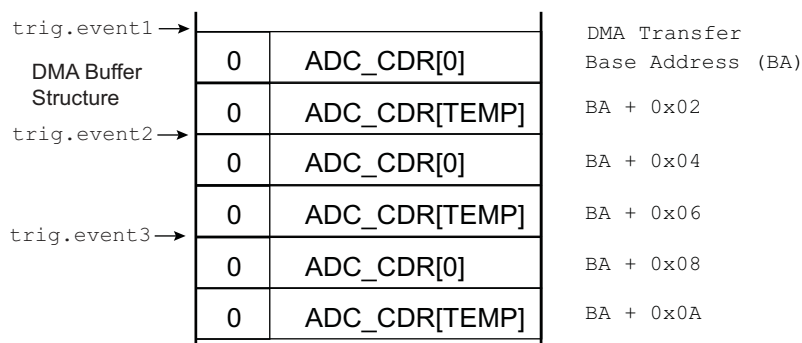 trig.event1
DMA Transfer
DMA Buffer
Structure
0 ADC_CDR[0] Base Address (BA)
0 ADC_CDR[TEMP] BA + 0x02
trig.event2
0 ADC_CDR[0] BA + 0x04
0 ADC_CDR[TEMP] BA + 0x06
trig.event3
0 ADC_CDR[0] BA + 0x08
0 ADC_CDR[TEMP] BA + 0x0A